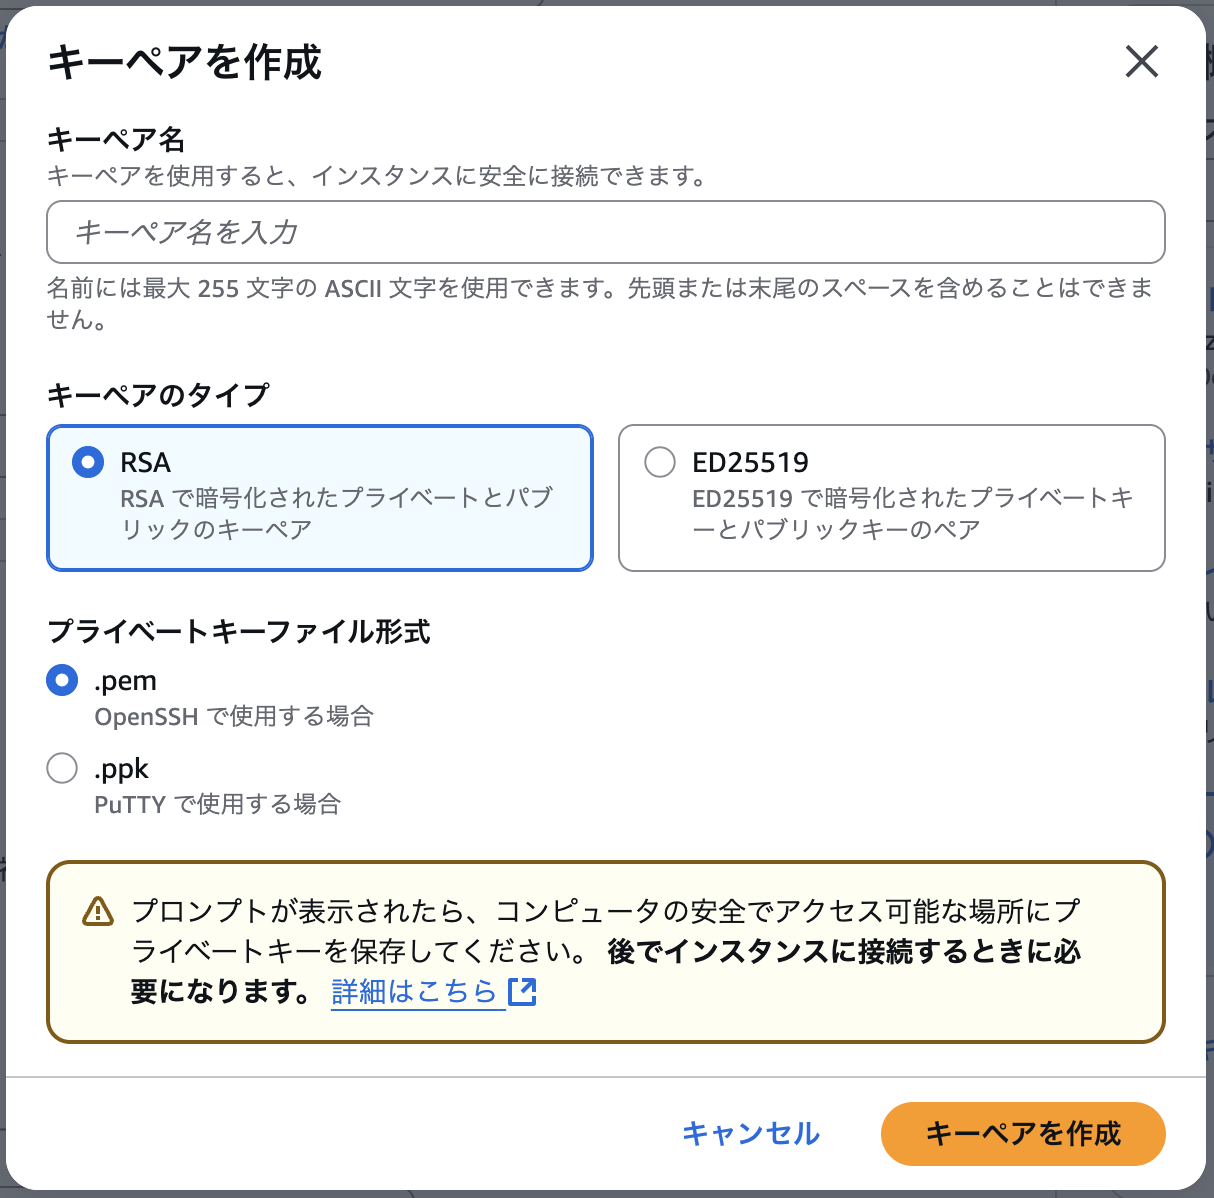 キーペアを作成
キーペア名
キーペアを使用すると、インスタンスに安全に接続できます。
キーペア名を入力
名前には最大 255 文字の ASCII 文字を使用できます。先頭または末尾のスペースを含めることはできま
せん。
キーペアのタイプ
RSA
RSA で暗号化されたプライベートとパブ
リックのキーペア
ED25519
ED25519 で暗号化されたプライベートキ
ーとパブリックキーのペア
プライベートキーファイル形式
.pem
OpenSSH で使用する場合
.ppk
PuTTY で使用する場合
プロンプトが表示されたら、コンピュータの安全でアクセス可能な場所にプ
ライベートキーを保存してください。 後でインスタンスに接続するときに必
要になります。 詳細はこちら
キャンセル
キーペアを作成